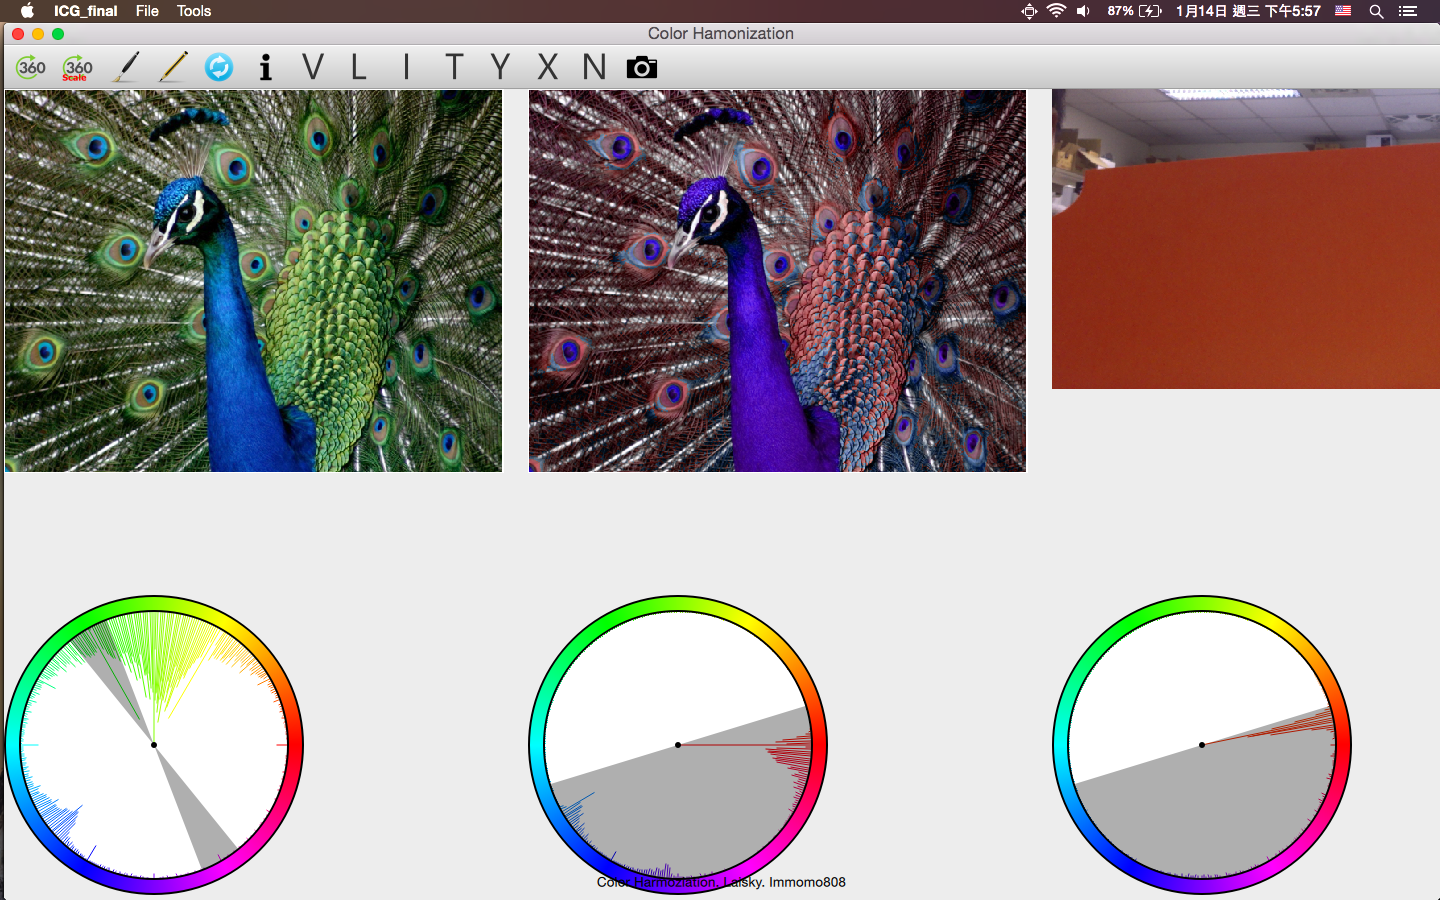 ICG_final File Tools 87% 1月14日 週三 下午5:57
Color Hamonization
360 360 Scale i V L I T Y X N
Color Harmoziation. Laisky. Immomo808